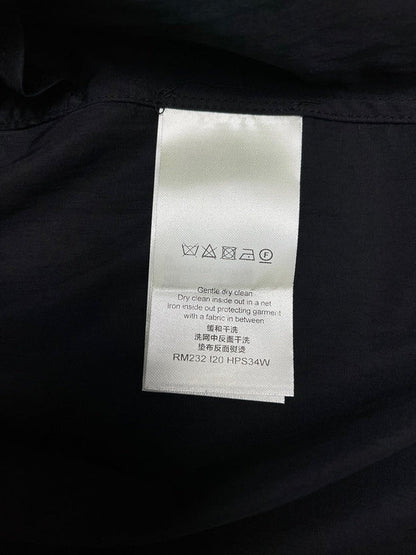 Gentle dry clean
Dry clean inside out in a net
Iron inside out protecting garment
with a fabric in between
缓和干洗
洗网中反面干洗
垫布反面熨烫
RM232 I20 HPS34W